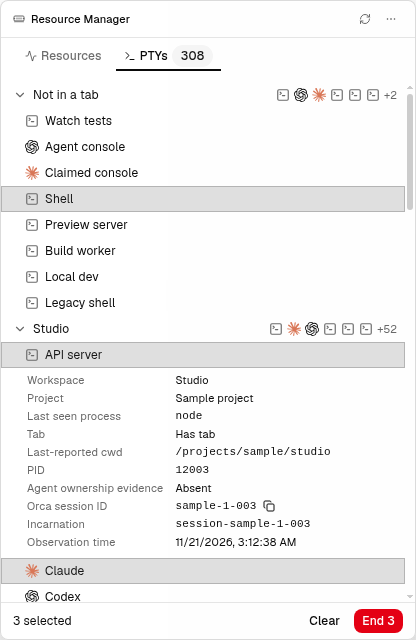 Resource Manager
Resources
PTYs 308
Not in a tab +2
Watch tests
Agent console
Claimed console
Shell
Preview server
Build worker
Local dev
Legacy shell
Studio +52
API server
Workspace Studio
Project Sample project
Last seen process node
Tab Has tab
Last-reported cwd /projects/sample/studio
PID 12003
Agent ownership evidence Absent
Orca session ID sample-1-003
Incarnation session-sample-1-003
Observation time 11/21/2026, 3:12:38 AM
Claude
Codex
3 selected Clear End 3